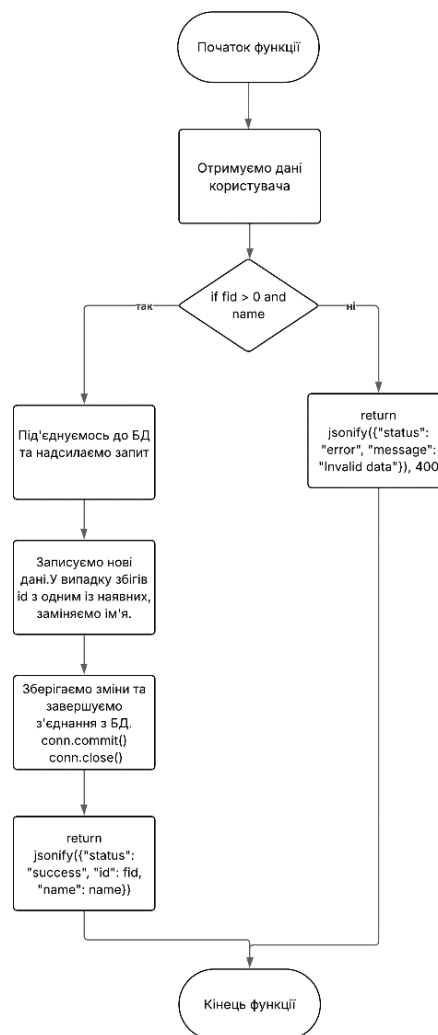 Початок функції
Отримуємо дані
користувача
if fid > 0 and
name
так
ні
Під'єднуємось до БД
та надсилаємо запит
return
jsonify({"status":
"error", "message":
"Invalid data"}), 400
Записуємо нові
дані.У випадку збігів
id з одним із наявних,
заміняємо ім'я.
Зберігаємо зміни та
завершуємо
з'єднання з БД.
conn.commit()
conn.close()
return
jsonify({"status":
"success", "id": fid,
"name": name})
Кінець функції